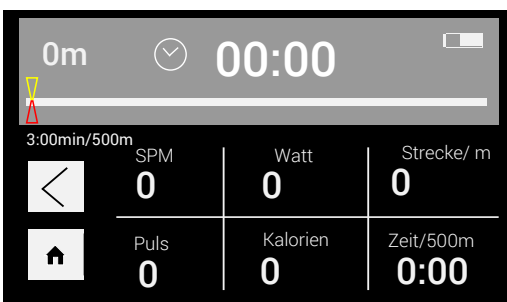 0m 00:00
3:00min/500m
SPM Watt Strecke/ m
0 0 0
Puls Kalorien Zeit/500m
0 0 0:00